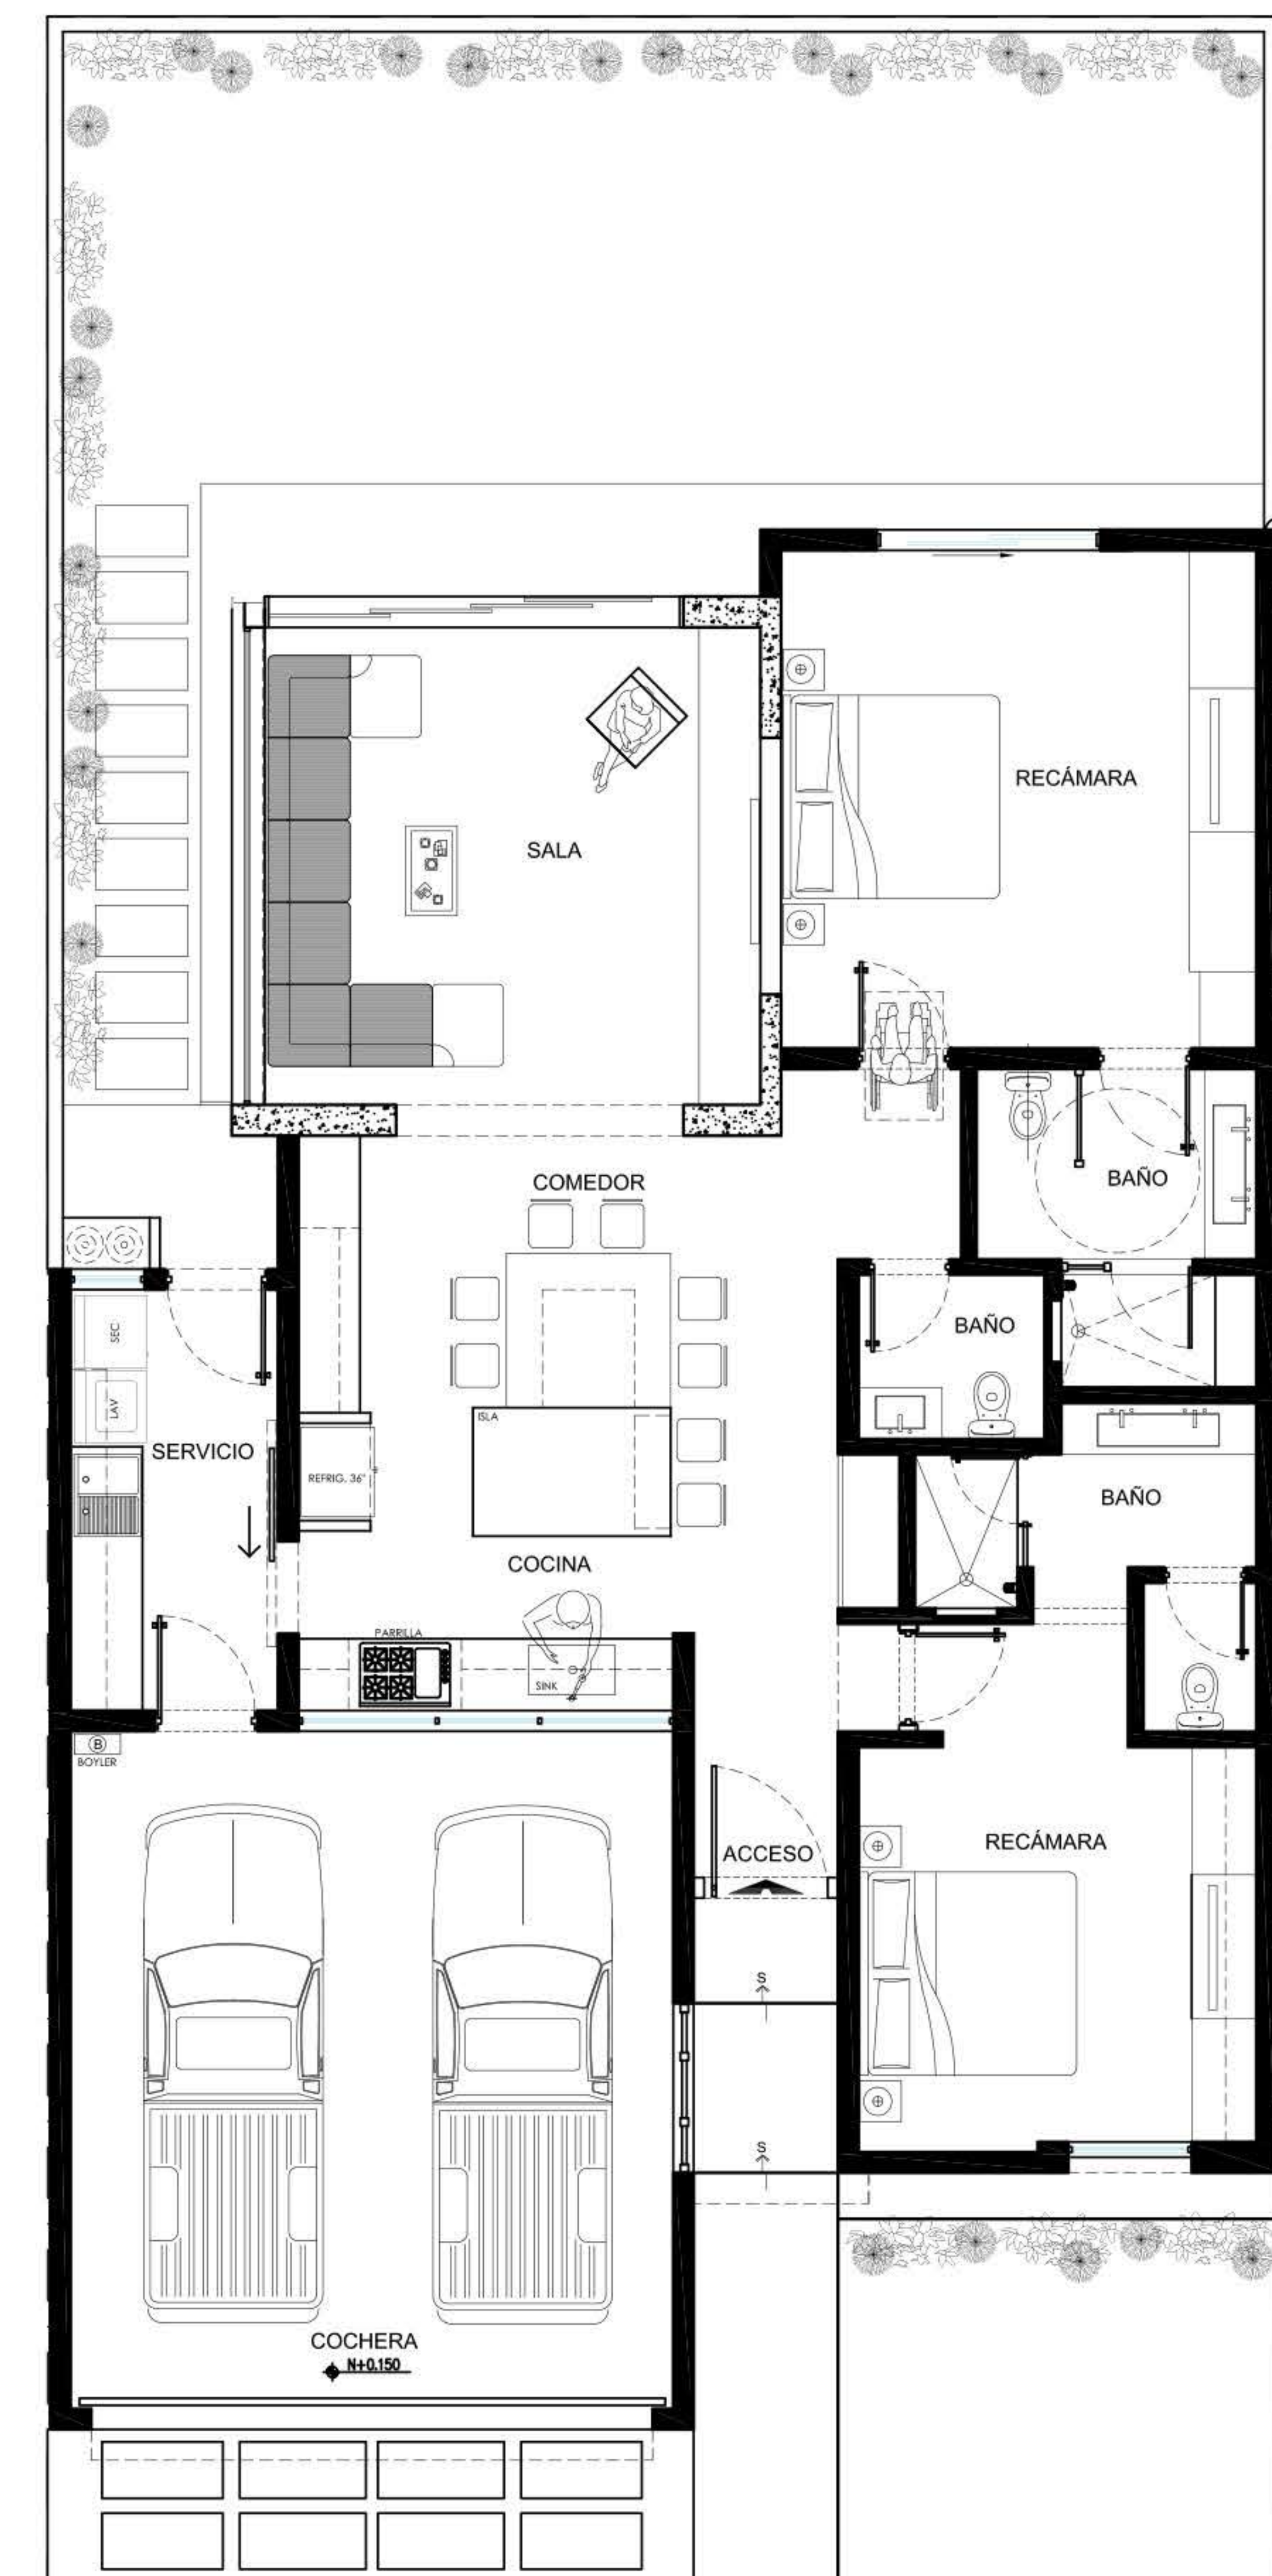 RECÁMARA
SALA
COMEDOR
BAÑO
BAÑO
SEC
LAV
ISLA
SERVICIO
REFRIG. 36"
BAÑO
COCINA
PARRILLA
SINK
B
BOYLER
RECÁMARA
ACCESO
S
S
COCHERA
N+0.150